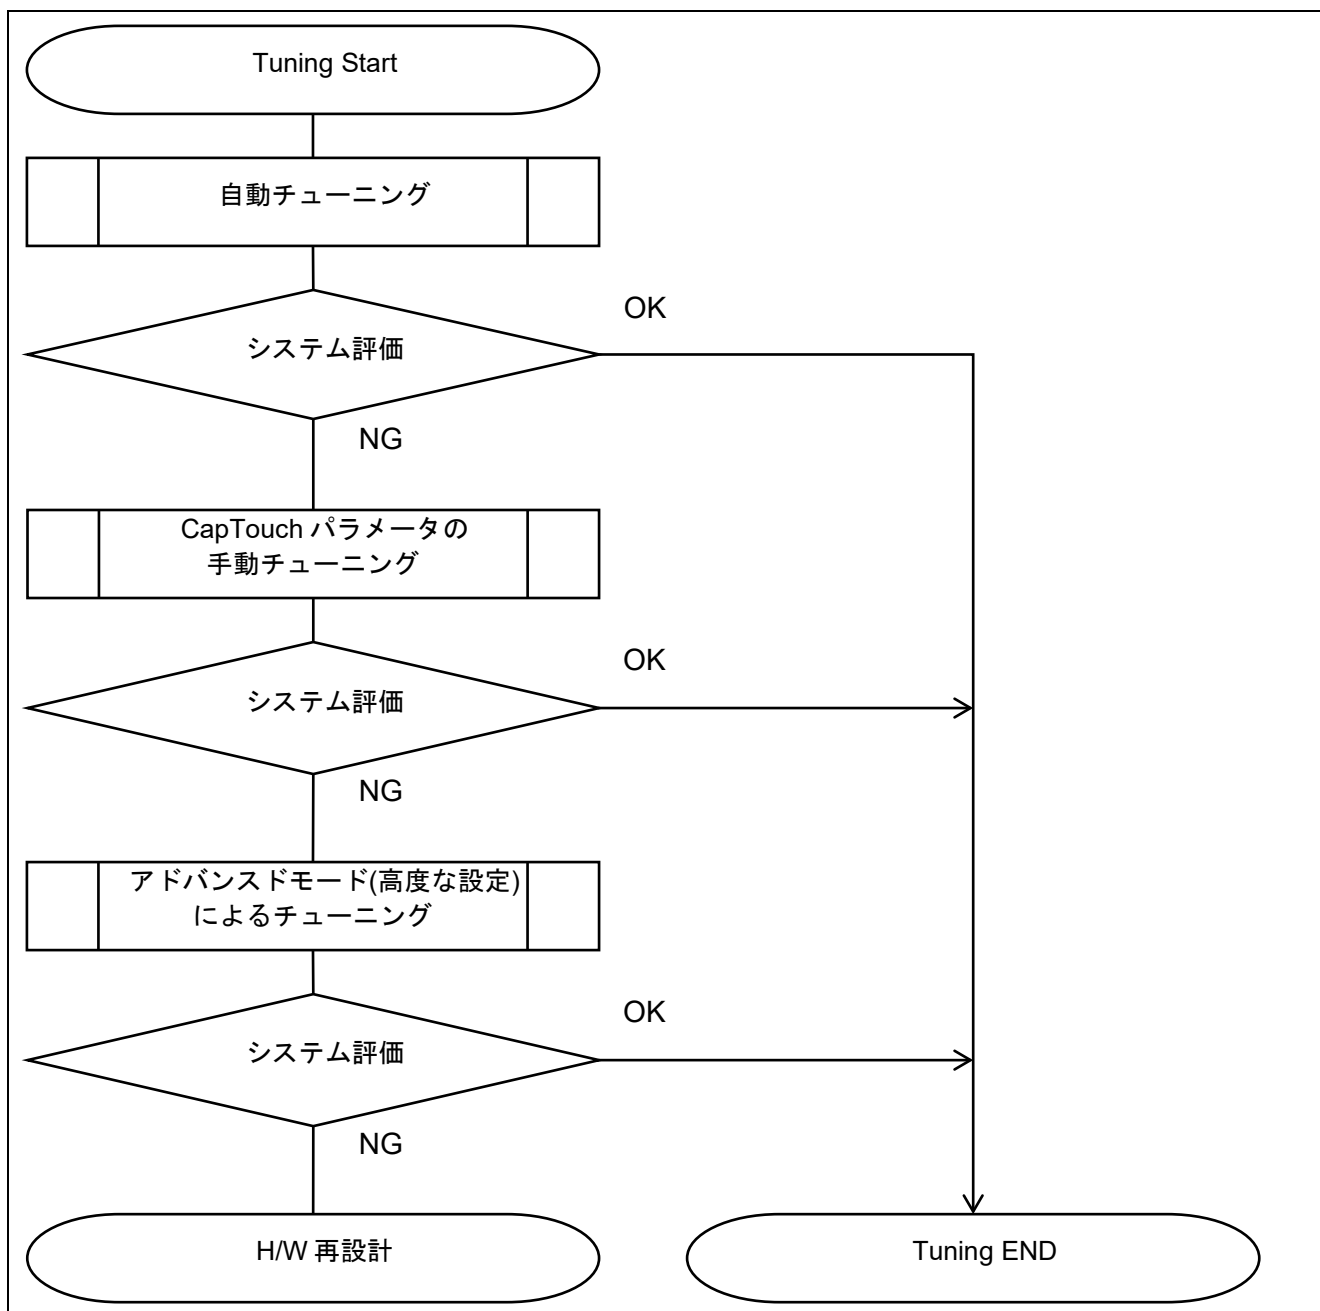 Tuning Start
自動チューニング
OK
システム評価
NG
CapTouch パラメータの
手動チューニング
OK
システム評価
NG
アドバンスドモード(高度な設定)
によるチューニング
OK
システム評価
NG
H/W 再設計
Tuning END